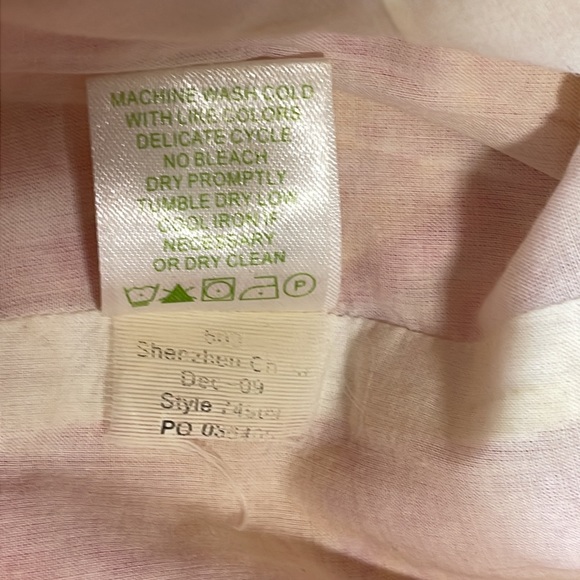 MACHINE WASH COLD
WITH LIKE COLORS
DELICATE CYCLE
NO BLEACH
DRY PROMPTLY
TUMBLE DRY LOW
COOL IRON IF
NECESSARY
OR DRY CLEAN
P
Shenzhen
Dec-09
Style
PO